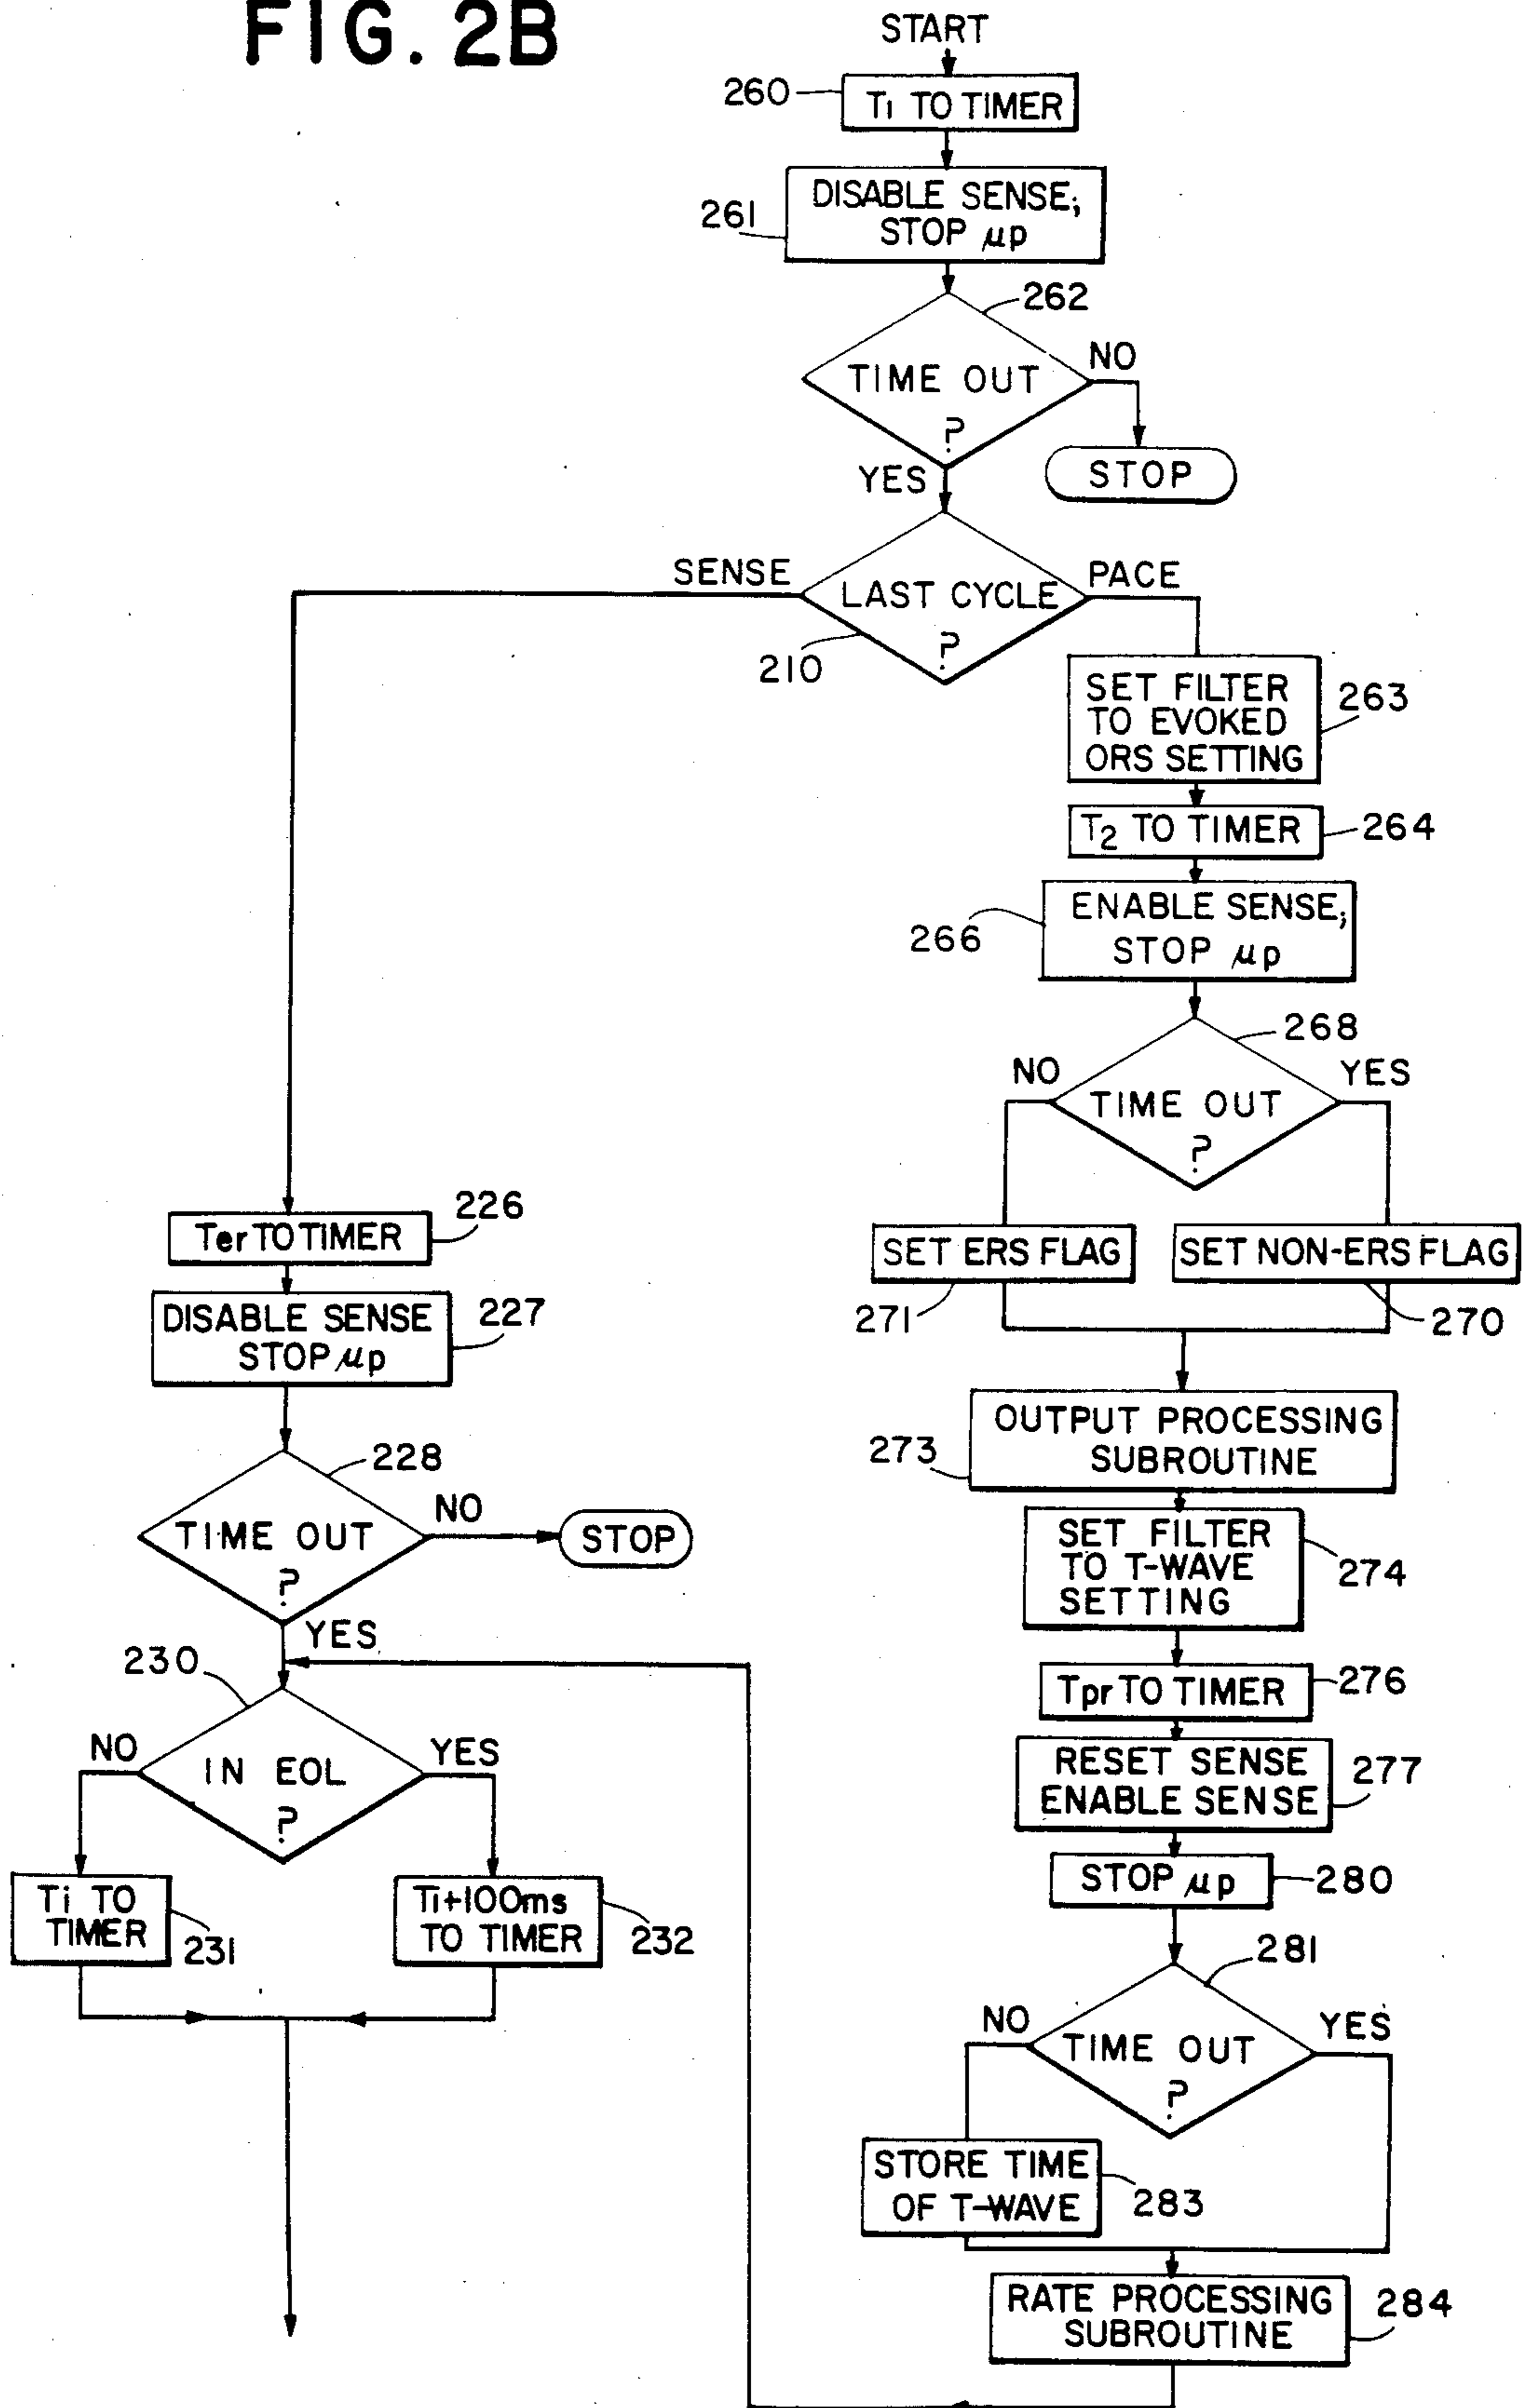 FIG. 2B
START
260
T1 TO TIMER
261
DISABLE SENSE;
STOP μp
262
TIME OUT
?
NO
STOP
YES
SENSE
LAST CYCLE
?
PACE
210
SET FILTER
TO EVOKED
ORS SETTING
263
T2 TO TIMER
264
ENABLE SENSE;
STOP μp
266
268
NO
TIME OUT
?
YES
SET ERS FLAG
271
SET NON-ERS FLAG
270
OUTPUT PROCESSING
SUBROUTINE
273
SET FILTER
TO T-WAVE
SETTING
274
Tpr TO TIMER
276
RESET SENSE
ENABLE SENSE
277
STOP μp
280
281
NO
TIME OUT
?
YES
STORE TIME
OF T-WAVE
283
RATE PROCESSING
SUBROUTINE
284
Ter TO TIMER
226
DISABLE SENSE
STOP μp
227
228
TIME OUT
?
NO
STOP
YES
230
NO
IN EOL
?
YES
Ti TO
TIMER
231
Ti+100ms
TO TIMER
232